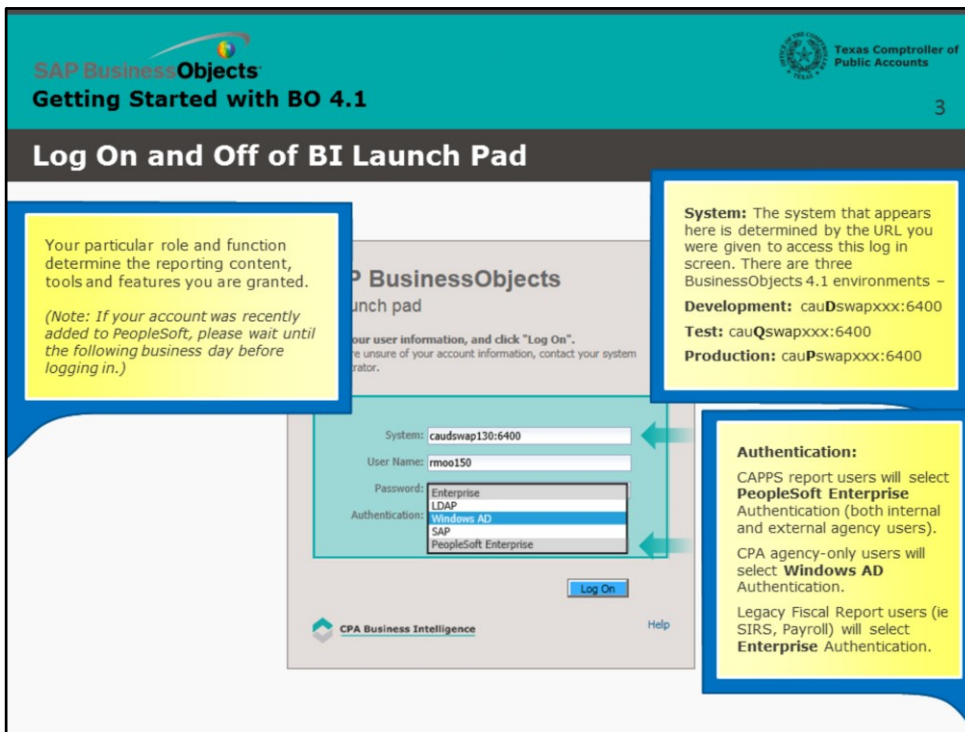 SAP BusinessObjects
Getting Started with BO 4.1
Texas Comptroller of
Public Accounts
3
Log On and Off of BI Launch Pad
Your particular role and function
determine the reporting content,
tools and features you are granted.
(Note: If your account was recently
added to PeopleSoft, please wait until
the following business day before
logging in.)
P BusinessObjects
unch pad
our user information, and click "Log On".
re unsure of your account information, contact your system
rator.
System: caudswap130:6400
User Name: rmoo150
Password:
Authentication:
Enterprise
LDAP
Windows AD
SAP
PeopleSoft Enterprise
Log On
CPA Business Intelligence
Help
System: The system that appears
here is determined by the URL you
were given to access this log in
screen. There are three
BusinessObjects 4.1 environments –
Development: cauDswapxxx:6400
Test: cauQswapxxx:6400
Production: cauPswapxxx:6400
Authentication:
CAPPS report users will select
PeopleSoft Enterprise
Authentication (both internal
and external agency users).
CPA agency-only users will
select Windows AD
Authentication.
Legacy Fiscal Report users (ie
SIRS, Payroll) will select
Enterprise Authentication.